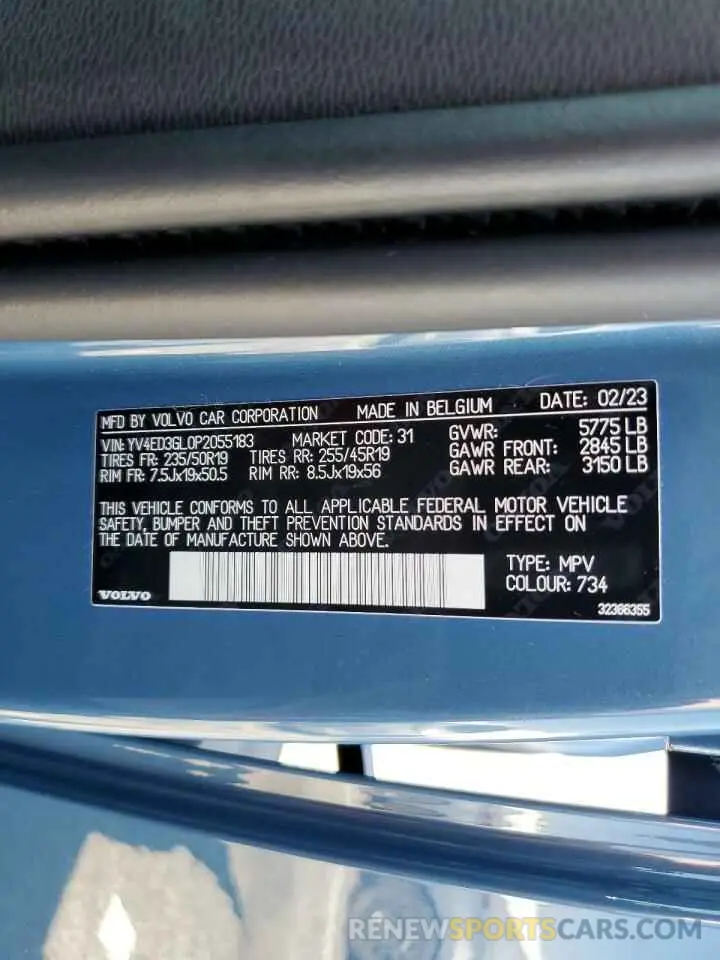 MFD BY VOLVO CAR CORPORATION MADE IN BELGIUM DATE: 02/23
VIN: YV4ED3GL0P2055183 MARKET CODE: 31 GVWR: 5775 LB
TIRES FR: 235/50R19 TIRES RR: 255/45R19 GAWR FRONT: 2845 LB
RIM FR: 7.5Jx19x50.5 RIM RR: 8.5Jx19x56 GAWR REAR: 3150 LB
THIS VEHICLE CONFORMS TO ALL APPLICABLE FEDERAL MOTOR VEHICLE
SAFETY, BUMPER AND THEFT PREVENTION STANDARDS IN EFFECT ON
THE DATE OF MANUFACTURE SHOWN ABOVE.
TYPE: MPV
COLOUR: 734
VOLVO
32366355
RENEWSPORTSCARS.COM